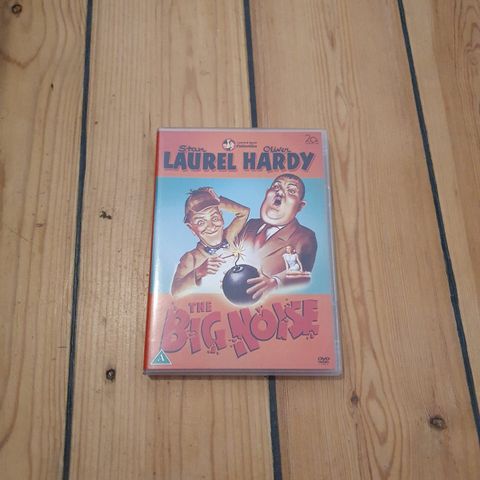 Stan Oliver
LAUREL HARDY
THE
BIG NOISE
A
DVD